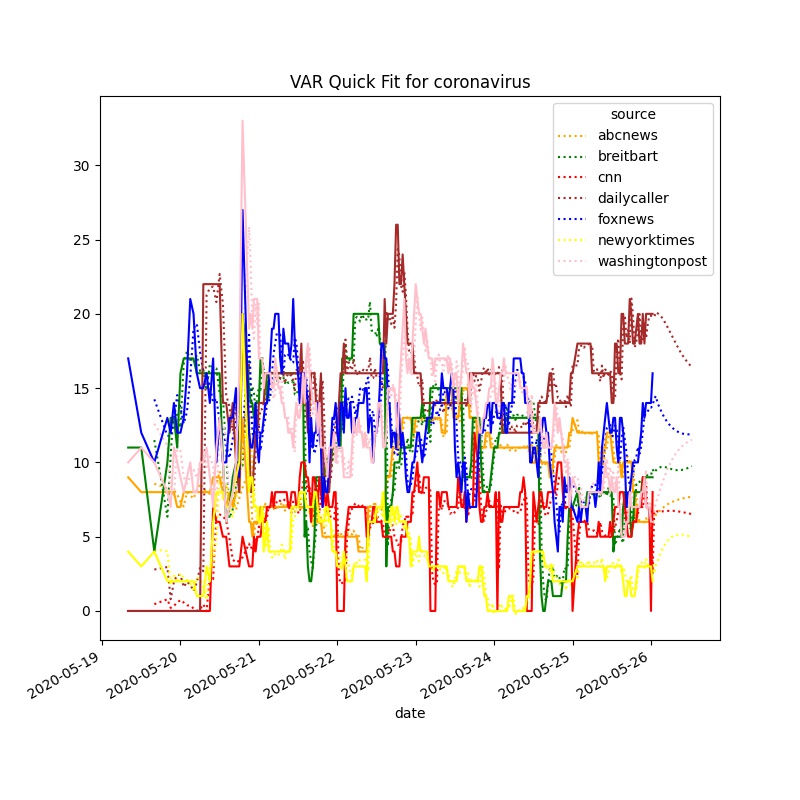 VAR Quick Fit for coronavirus
source
abcnews
breitbart
cnn
dailycaller
foxnews
newyorktimes
washingtonpost
30
25
20
15
10
5
0
2020-05-19
2020-05-20
2020-05-21
2020-05-22
2020-05-23
2020-05-24
2020-05-25
2020-05-26
date